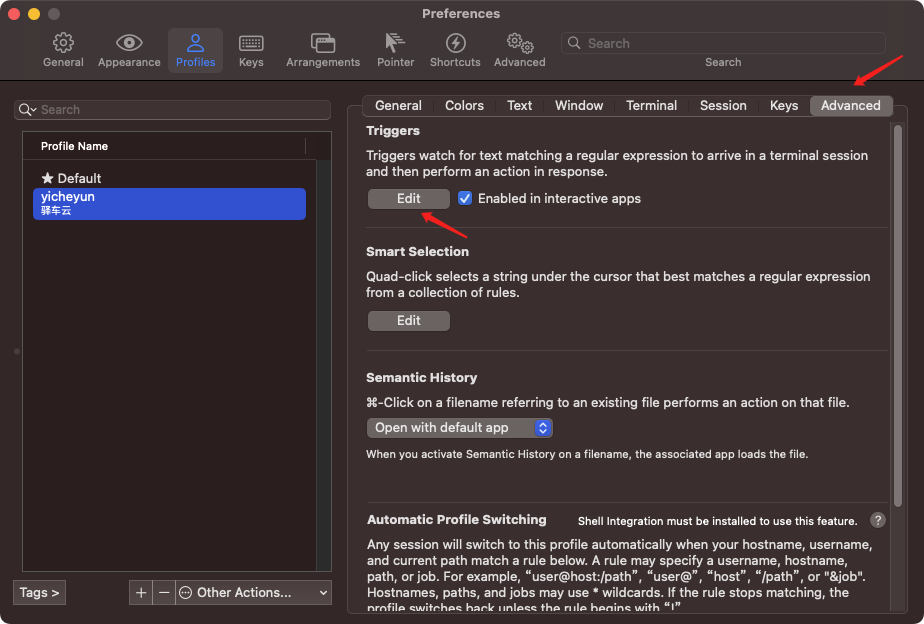 Preferences
General
Appearance
Profiles
Keys
Arrangements
Pointer
Shortcuts
Advanced
Search
Search
Search
Profile Name
★ Default
yicheyun
驿车云
Tags >
+
−
Other Actions...
General
Colors
Text
Window
Terminal
Session
Keys
Advanced
Triggers
Triggers watch for text matching a regular expression to arrive in a terminal session
and then perform an action in response.
Edit
Enabled in interactive apps
Smart Selection
Quad-click selects a string under the cursor that best matches a regular expression
from a collection of rules.
Edit
Semantic History
⌘-Click on a filename referring to an existing file performs an action on that file.
Open with default app
When you activate Semantic History on a filename, the associated app loads the file.
Automatic Profile Switching
Shell Integration must be installed to use this feature.
?
Any session will switch to this profile automatically when your hostname, username,
and current path match a rule below. A rule may specify a username, hostname,
path, or job. For example, “user@host:/path”, “user@”, “host”, “/path”, or "&job".
Hostnames, paths, and jobs may use * wildcards. If the rule stops matching, the
profile switches back unless the rule begins with “!”